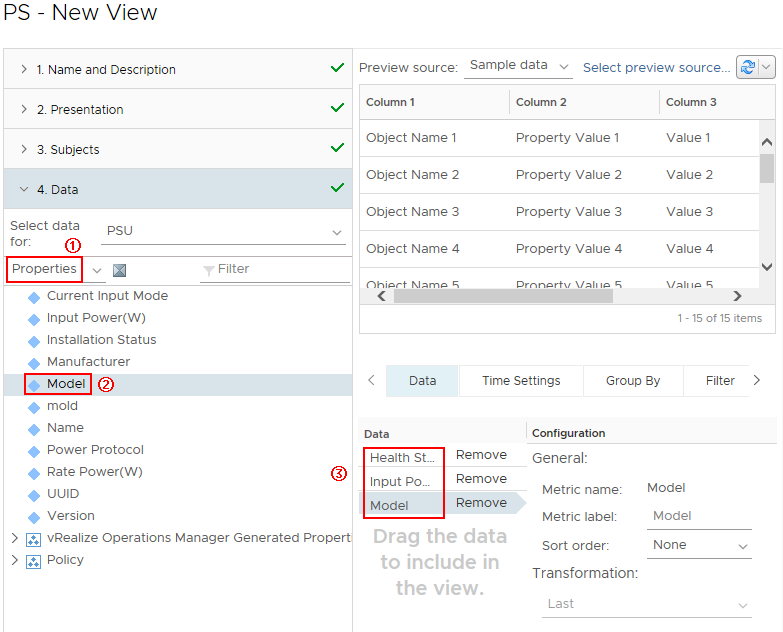 PS - New View
1. Name and Description
2. Presentation
3. Subjects
4. Data
Select data
for:
PSU
①
Properties
Filter
Current Input Mode
Input Power(W)
Installation Status
Manufacturer
Model
②
mold
Name
Power Protocol
Rate Power(W)
UUID
Version
vRealize Operations Manager Generated Properti
Policy
Preview source:
Sample data
Select preview source...
Column 1 Column 2 Column 3
Object Name 1 Property Value 1 Value 1
Object Name 2 Property Value 2 Value 2
Object Name 3 Property Value 3 Value 3
Object Name 4 Property Value 4 Value 4
Object Name 5 Property Value 5 Value 5
1 - 15 of 15 items
Data Time Settings Group By Filter
Data
③
Health St... Remove
Input Po... Remove
Model Remove
Drag the data
to include in
the view.
Configuration
General:
Metric name: Model
Metric label: Model
Sort order: None
Transformation:
Last